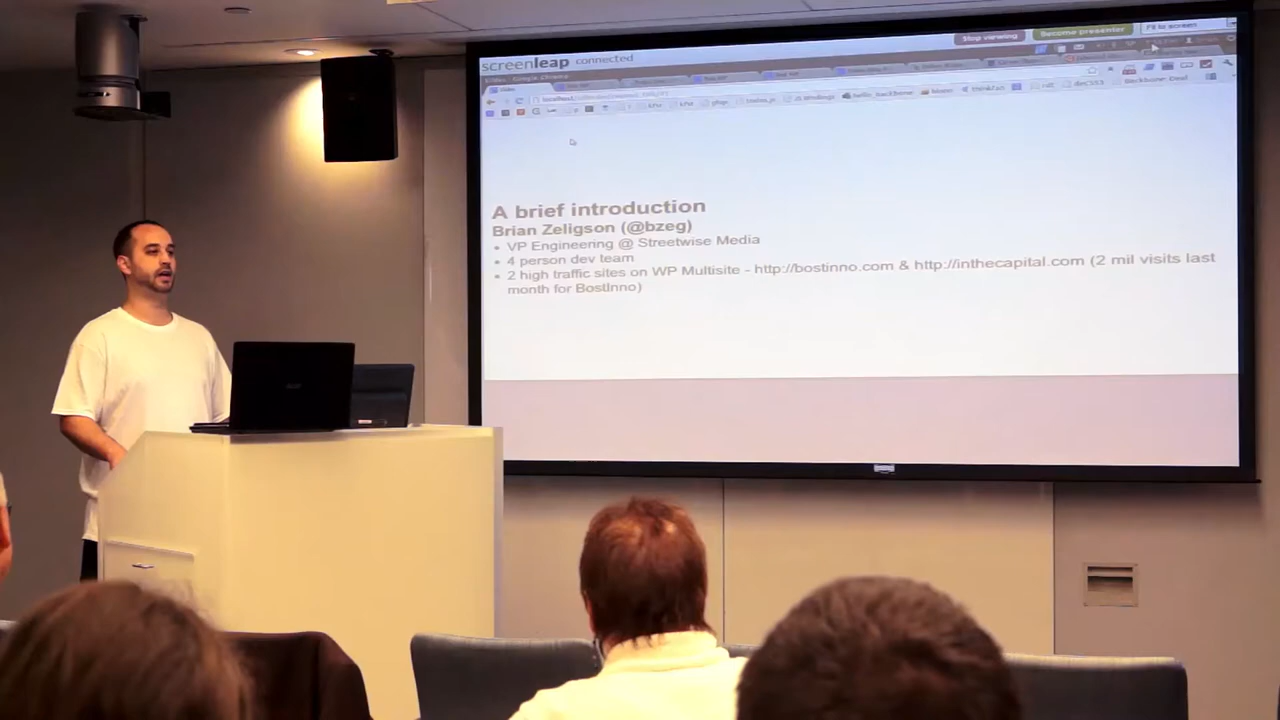 Stop viewing
Become presenter
Fit to screen
screenleap connected
A brief introduction
Brian Zeligson (@bzeg)
• VP Engineering @ Streetwise Media
• 4 person dev team
• 2 high traffic sites on WP Multisite - http://bostinno.com & http://inthecapital.com (2 mil visits last
month for BostInno)
acer